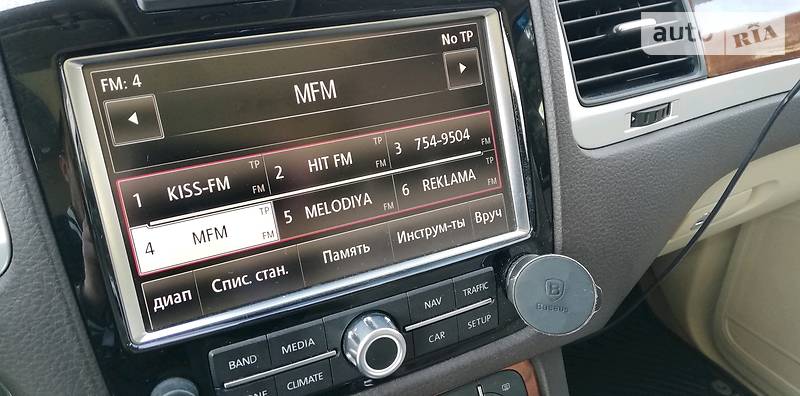 auto RIA
No TP
FM: 4
MFM
1 KISS-FM TP FM
2 HIT FM TP FM
3 754-9504
4 MFM TP FM
5 MELODIYA FM
6 REKLAMA
диап Спис. стан. Память Инструм-ты Вруч
BAND MEDIA NAV TRAFFIC
CLIMATE CAR SETUP
Baseus